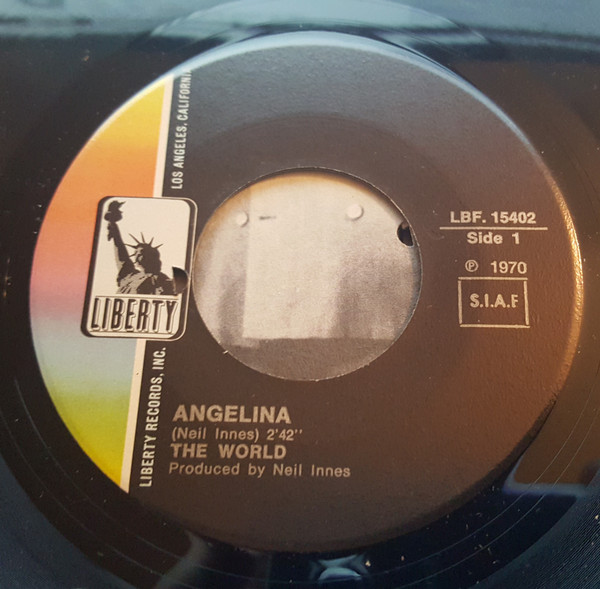 LOS ANGELES, CALIFORNIA
LIBERTY
LIBERTY RECORDS, INC.
LBF. 15402
Side 1
℗ 1970
S.I.A.F
ANGELINA
(Neil Innes) 2'42''
THE WORLD
Produced by Neil Innes